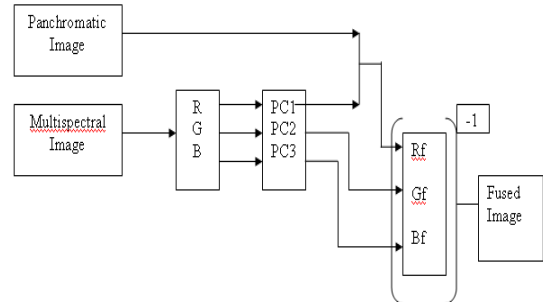 Panchromatic
Image
Multispectral
Image
R
G
B
PC1
PC2
PC3
-1
Rf
Gf
Bf
Fused
Image